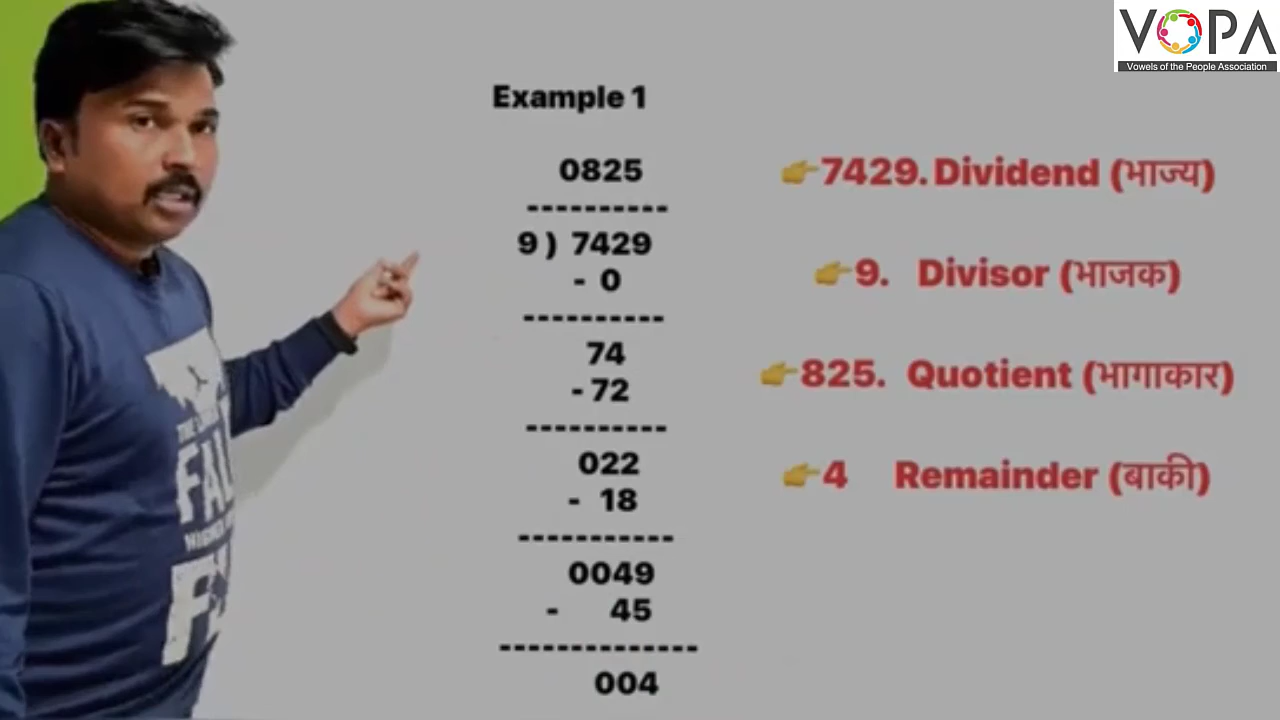 VOPA
Vowels of the People Association
Example 1
0825
-----------
9 ) 7429
- 0
-----------
74
- 72
-----------
022
- 18
------------
0049
- 45
---------------
004
👉7429. Dividend (भाज्य)
👉9. Divisor (भाजक)
👉825. Quotient (भागाकार)
👉4 Remainder (बाकी)